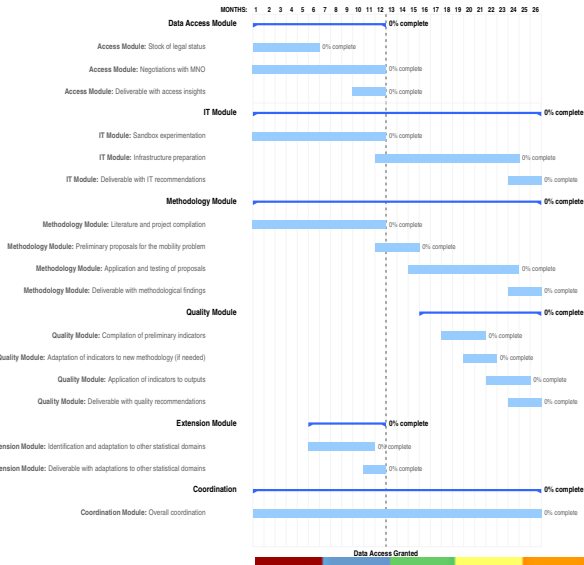 MONTHS: 1 2 3 4 5 6 7 8 9 10 11 12 13 14 15 16 17 18 19 20 21 22 23 24 25 26
Data Access Module 0% complete
Access Module: Stock of legal status 0% complete
Access Module: Negotiations with MNO 0% complete
Access Module: Deliverable with access insights 0% complete
IT Module 0% complete
IT Module: Sandbox experimentation 0% complete
IT Module: Infrastructure preparation 0% complete
IT Module: Deliverable with IT recommendations 0% complete
Methodology Module 0% complete
Methodology Module: Literature and project compilation 0% complete
Methodology Module: Preliminary proposals for the mobility problem 0% complete
Methodology Module: Application and testing of proposals 0% complete
Methodology Module: Deliverable with methodological findings 0% complete
Quality Module 0% complete
Quality Module: Compilation of preliminary indicators 0% complete
Quality Module: Adaptation of indicators to new methodology (if needed) 0% complete
Quality Module: Application of indicators to outputs 0% complete
Quality Module: Deliverable with quality recommendations 0% complete
Extension Module 0% complete
ension Module: Identification and adaptation to other statistical domains 0% complete
ension Module: Deliverable with adaptations to other statistical domains 0% complete
Coordination 0% complete
Coordination Module: Overall coordination 0% complete
Data Access Granted